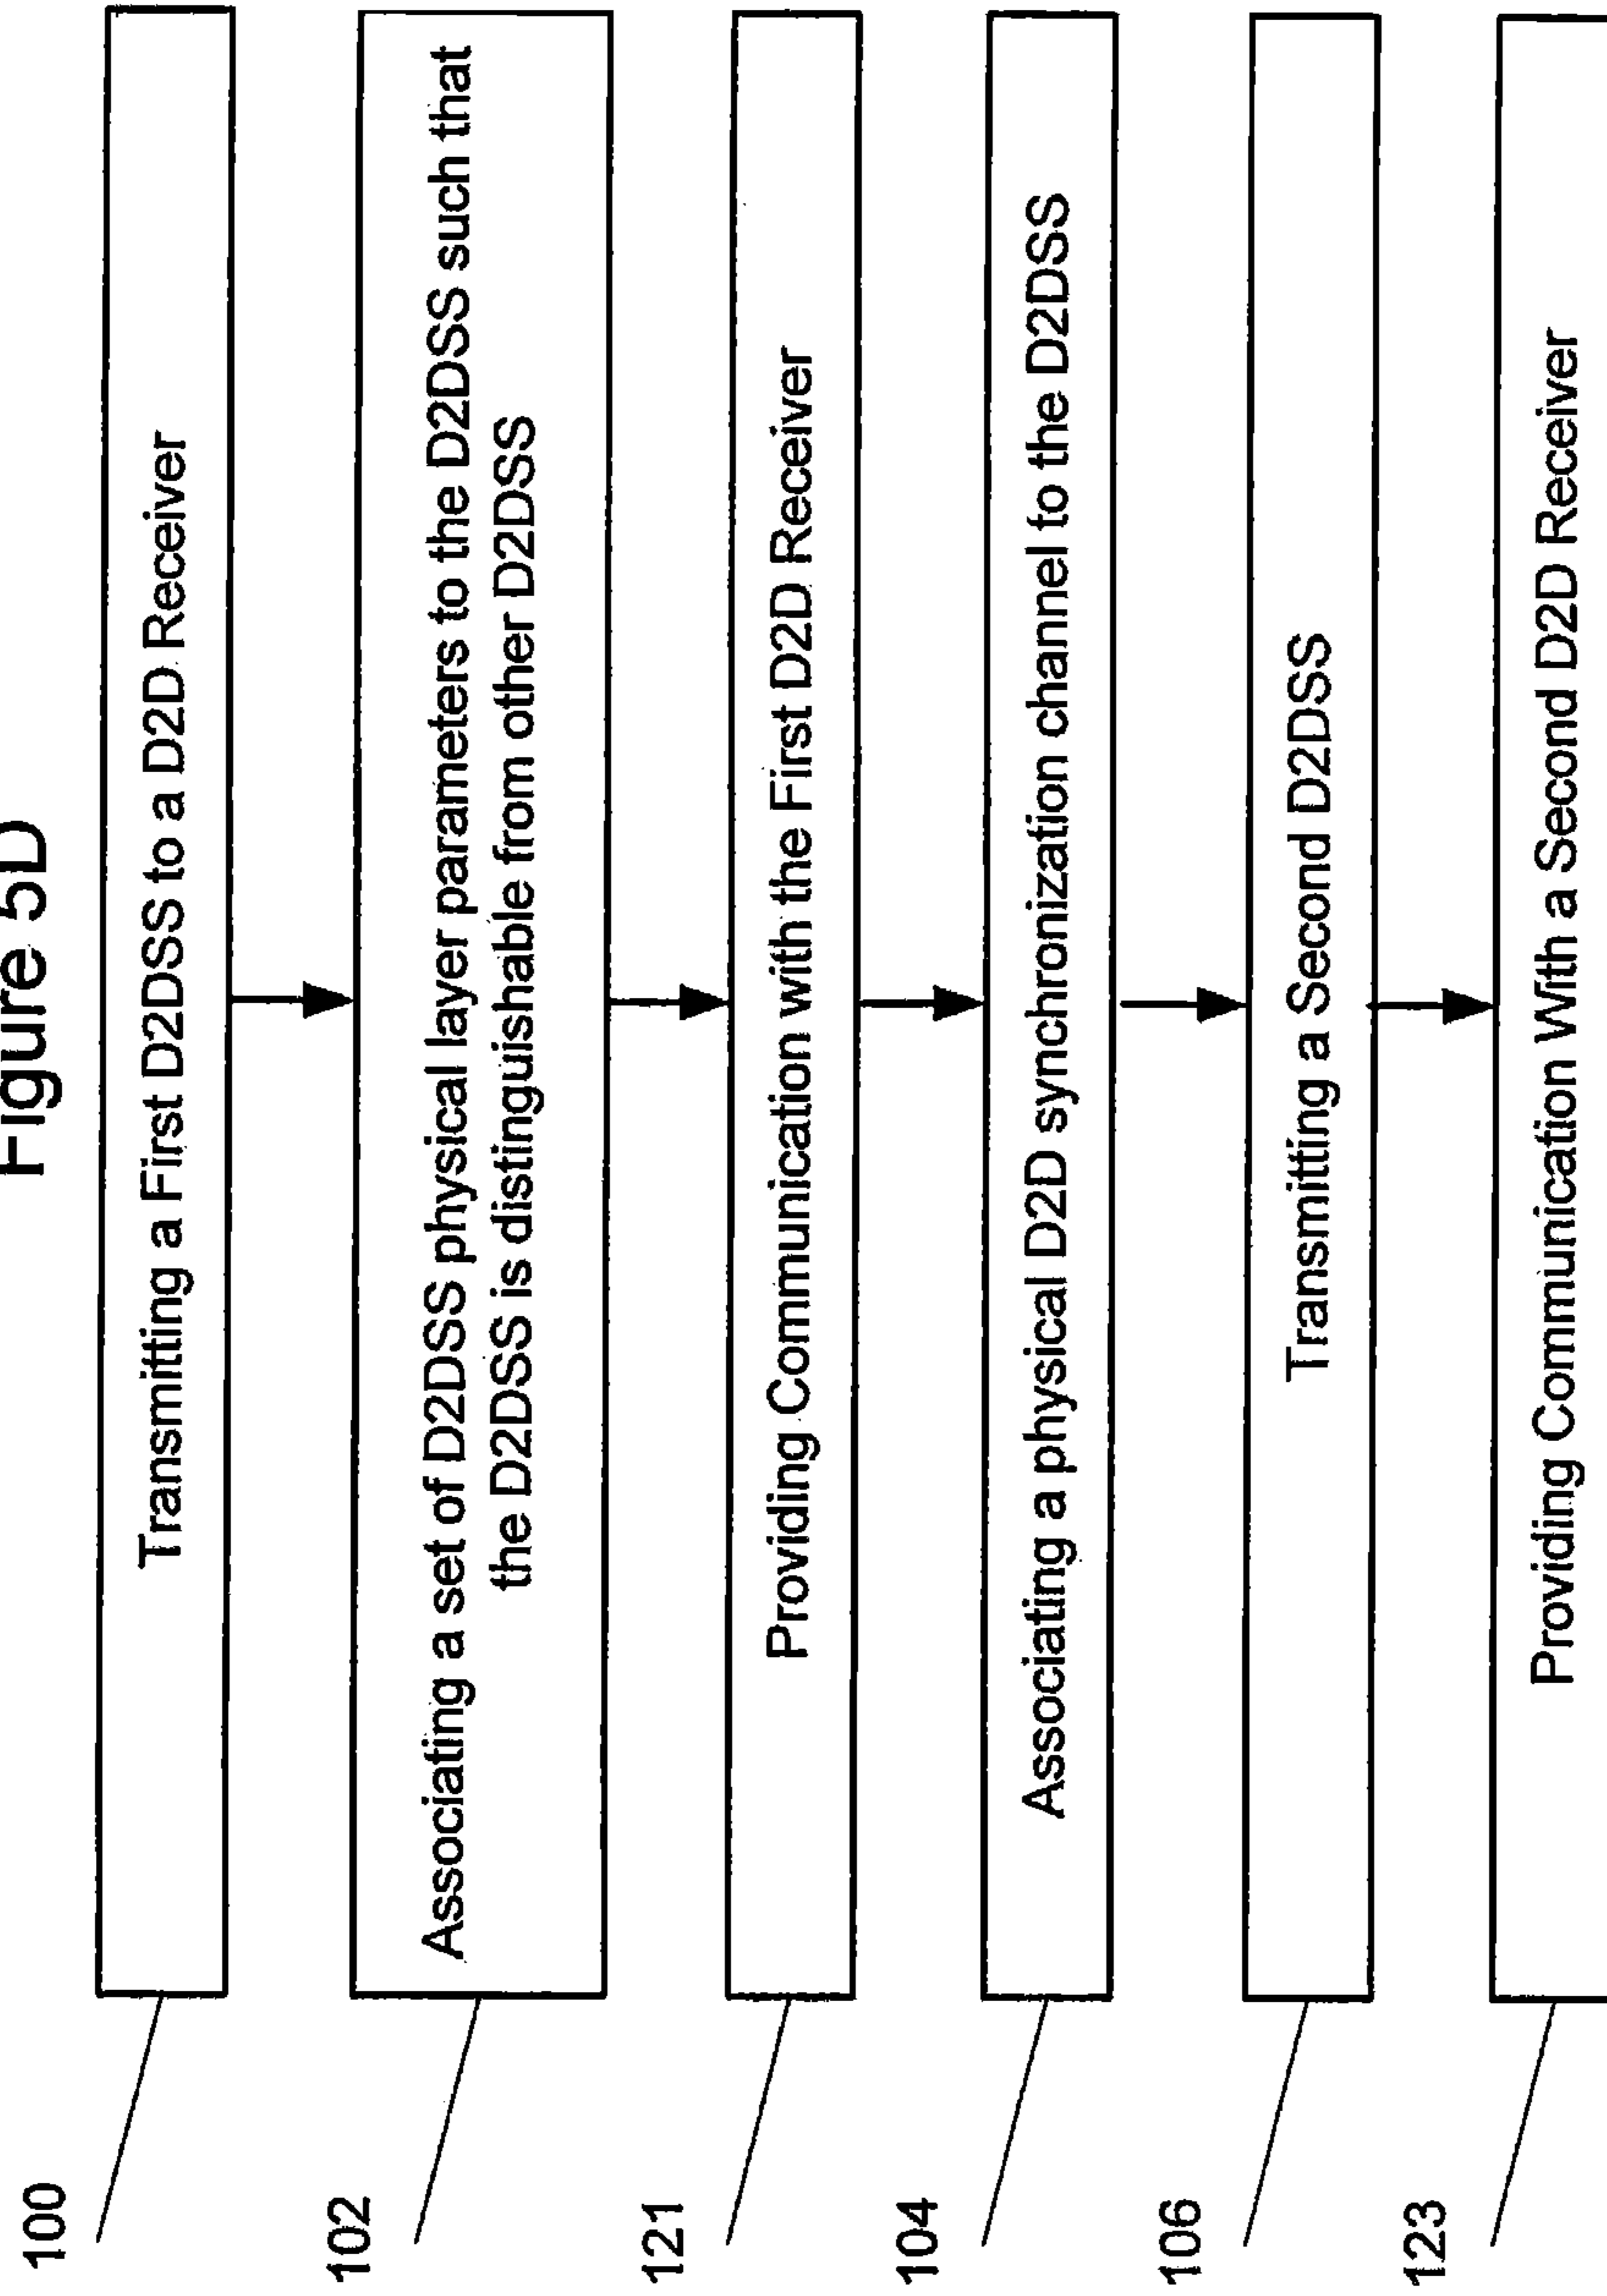 Figure 5D
100
Transmitting a First D2DSS to a D2D Receiver
102
Associating a set of D2DSS physical layer parameters to the D2DSS such that
the D2DSS is distinguishable from other D2DSS
121
Providing Communication with the First D2D Receiver
104
Associating a physical D2D synchronization channel to the D2DSS
106
Transmitting a Second D2DSS
123
Providing Communication With a Second D2D Receiver